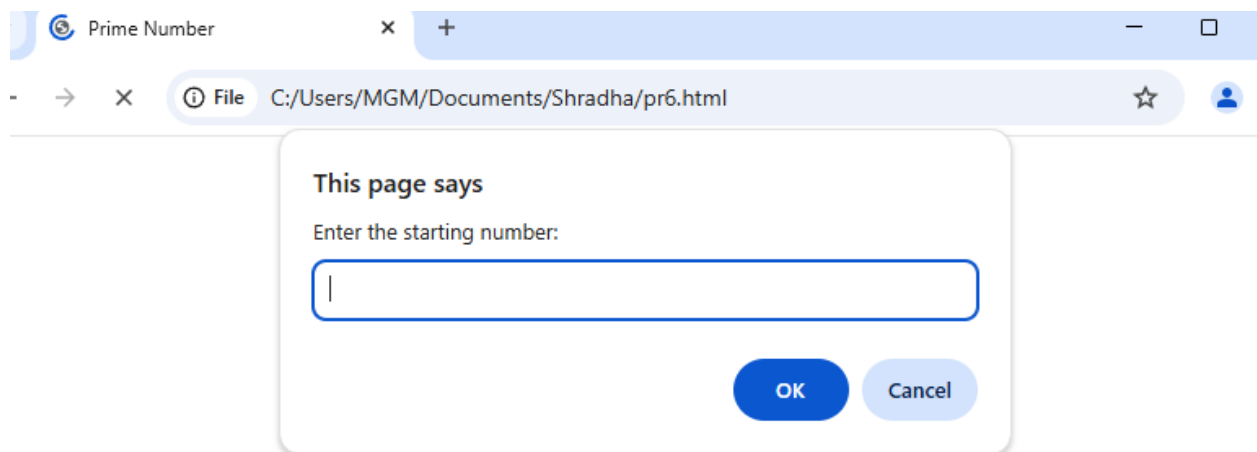 Prime Number
File C:/Users/MGM/Documents/Shradha/pr6.html
This page says
Enter the starting number:
OK Cancel